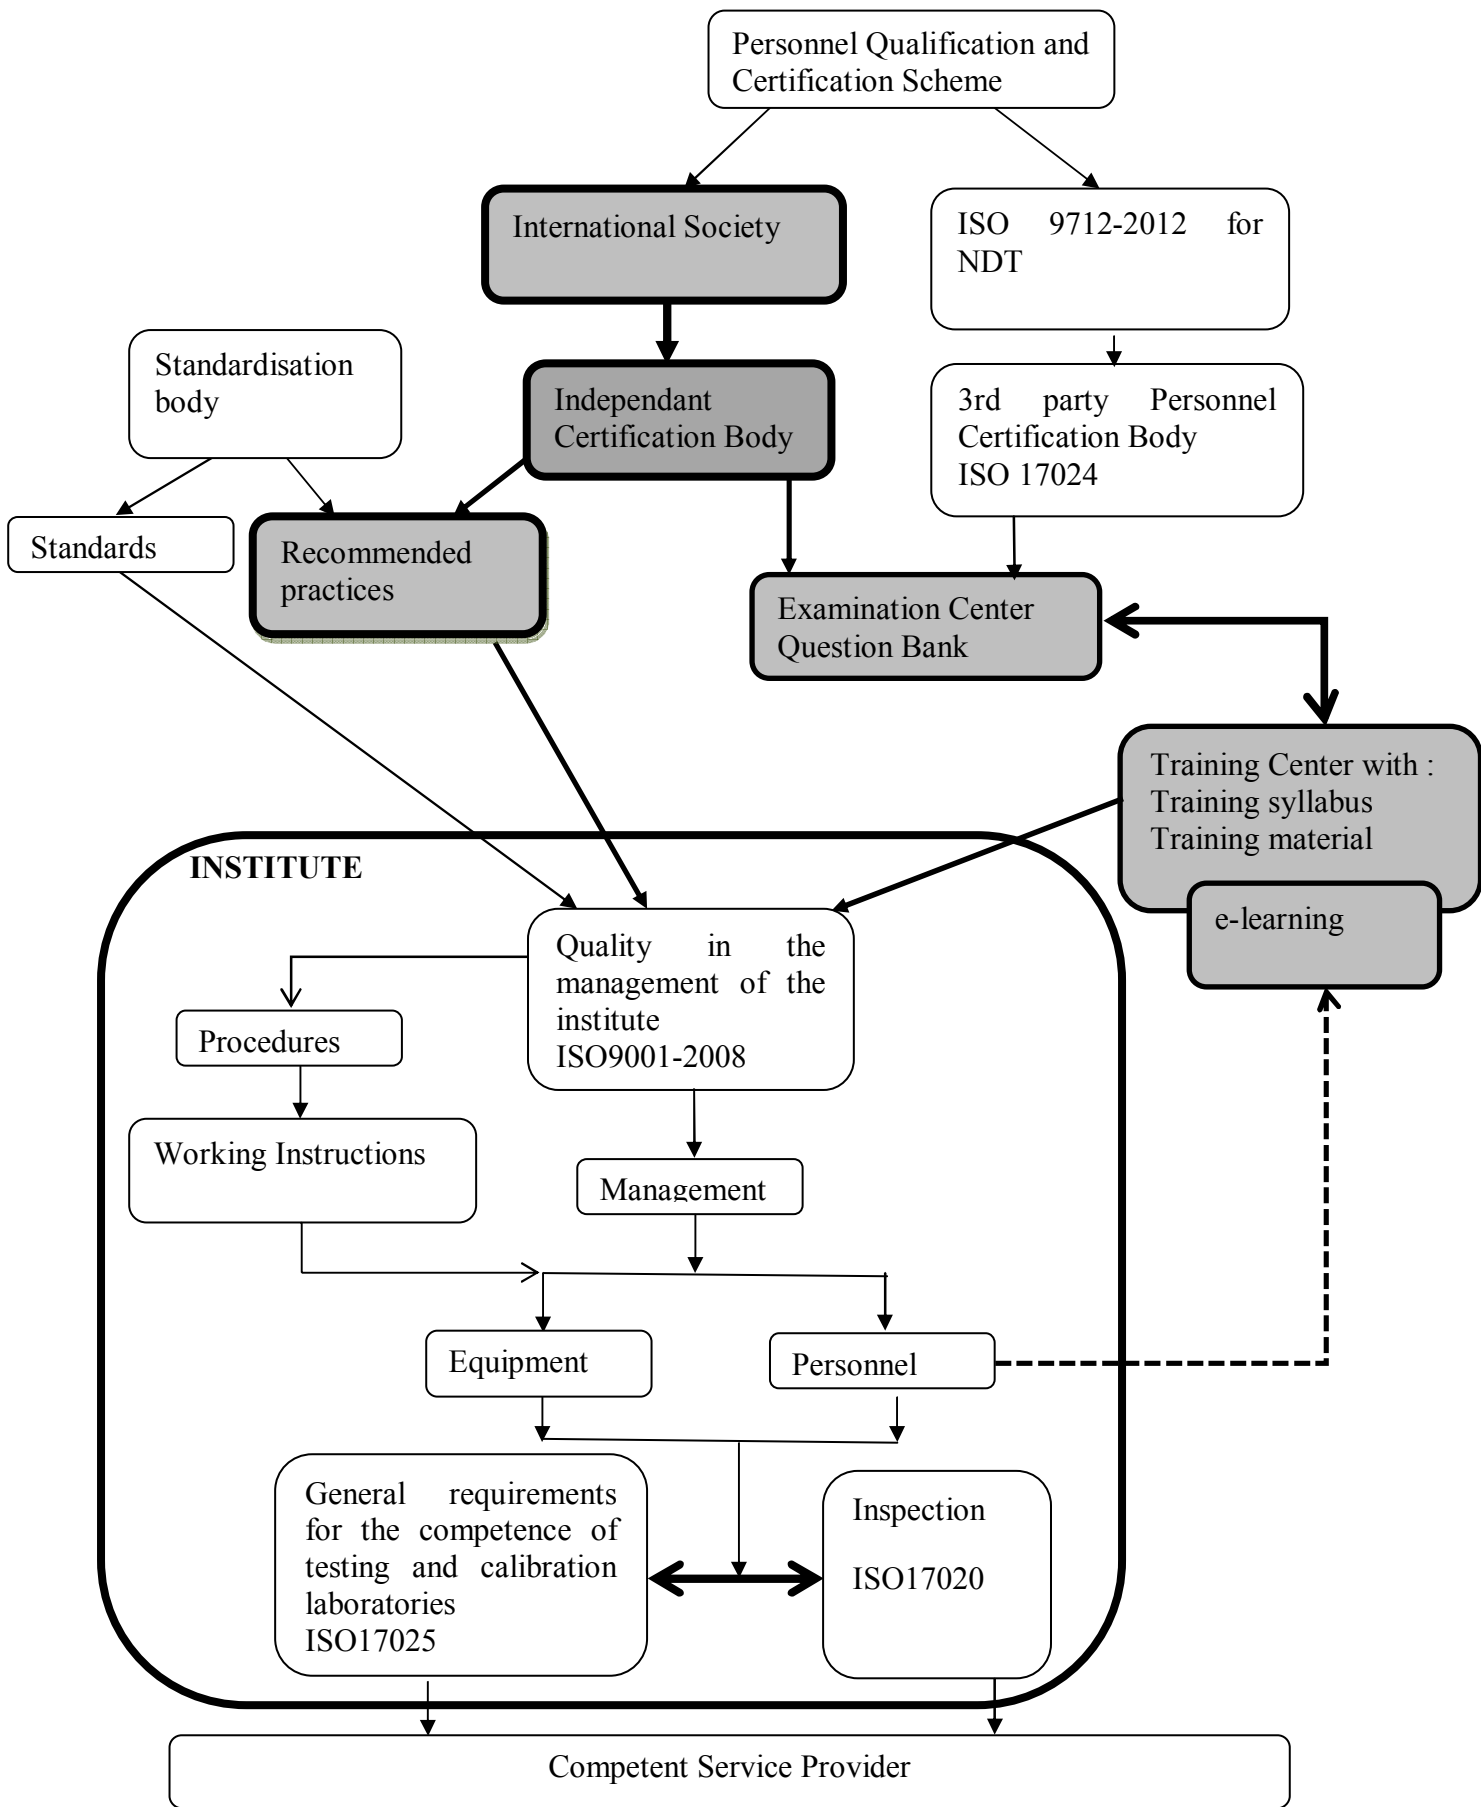 Personnel Qualification and
Certification Scheme
International Society
ISO 9712-2012 for
NDT
Standardisation
body
Independant
Certification Body
3rd party Personnel
Certification Body
ISO 17024
Standards
Recommended
practices
Examination Center
Question Bank
Training Center with :
Training syllabus
Training material
e-learning
INSTITUTE
Quality in the
management of the
institute
ISO9001-2008
Procedures
Working Instructions
Management
Equipment
Personnel
General requirements
for the competence of
testing and calibration
laboratories
ISO17025
Inspection
ISO17020
Competent Service Provider